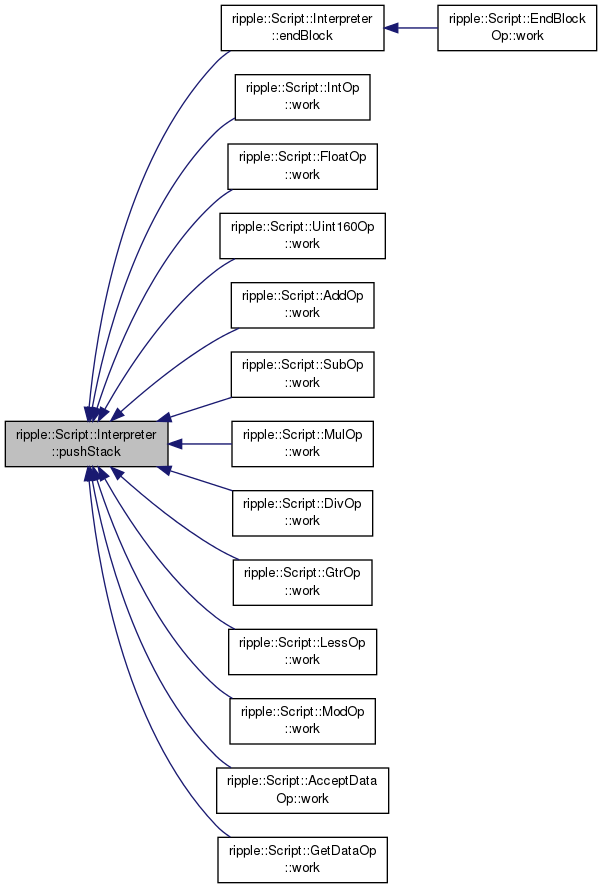 ripple::Script::Interpreter
::endBlock
ripple::Script::EndBlock
Op::work
ripple::Script::IntOp
::work
ripple::Script::FloatOp
::work
ripple::Script::Uint160Op
::work
ripple::Script::AddOp
::work
ripple::Script::SubOp
::work
ripple::Script::Interpreter
::pushStack
ripple::Script::MulOp
::work
ripple::Script::DivOp
::work
ripple::Script::GtrOp
::work
ripple::Script::LessOp
::work
ripple::Script::ModOp
::work
ripple::Script::AcceptData
Op::work
ripple::Script::GetDataOp
::work